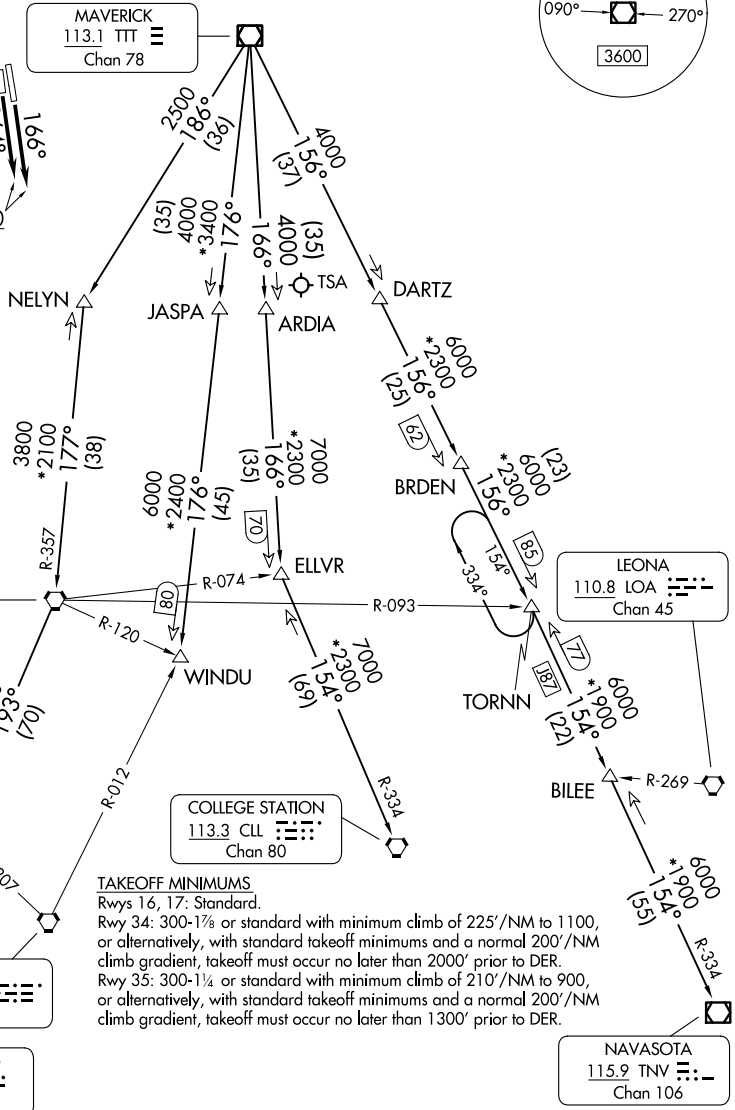 MAVERICK
113.1 TTT
Chan 78
090°
270°
3600
166°
2500
186°
(36)
(35)
4000
*3400
176°
(35)
4000
166°
4000
156°
(37)
TSA
NELYN
JASPA
ARDIA
DARTZ
3800
*2100
177°
(38)
6000
*2400
176°
(45)
7000
*2300
166°
(35)
6000
*2300
156°
(25)
62
BRDEN
(23)
6000
*2300
156°
70
ELLVR
85
154°
334°
R-357
R-074
R-093
R-120
80
WINDU
LEONA
110.8 LOA
Chan 45
77
TORNN
J87
193°
(70)
7000
*2300
154°
(69)
6000
*1900
154°
(22)
BILEE
R-269
R-012
R-334
COLLEGE STATION
113.3 CLL
Chan 80
6000
*1900
154°
(55)
R-334
TAKEOFF MINIMUMS
Rwys 16, 17: Standard.
Rwy 34: 300-1⅞ or standard with minimum climb of 225'/NM to 1100,
or alternatively, with standard takeoff minimums and a normal 200'/NM
climb gradient, takeoff must occur no later than 2000' prior to DER.
Rwy 35: 300-1¼ or standard with minimum climb of 210'/NM to 900,
or alternatively, with standard takeoff minimums and a normal 200'/NM
climb gradient, takeoff must occur no later than 1300' prior to DER.
NAVASOTA
115.9 TNV
Chan 106